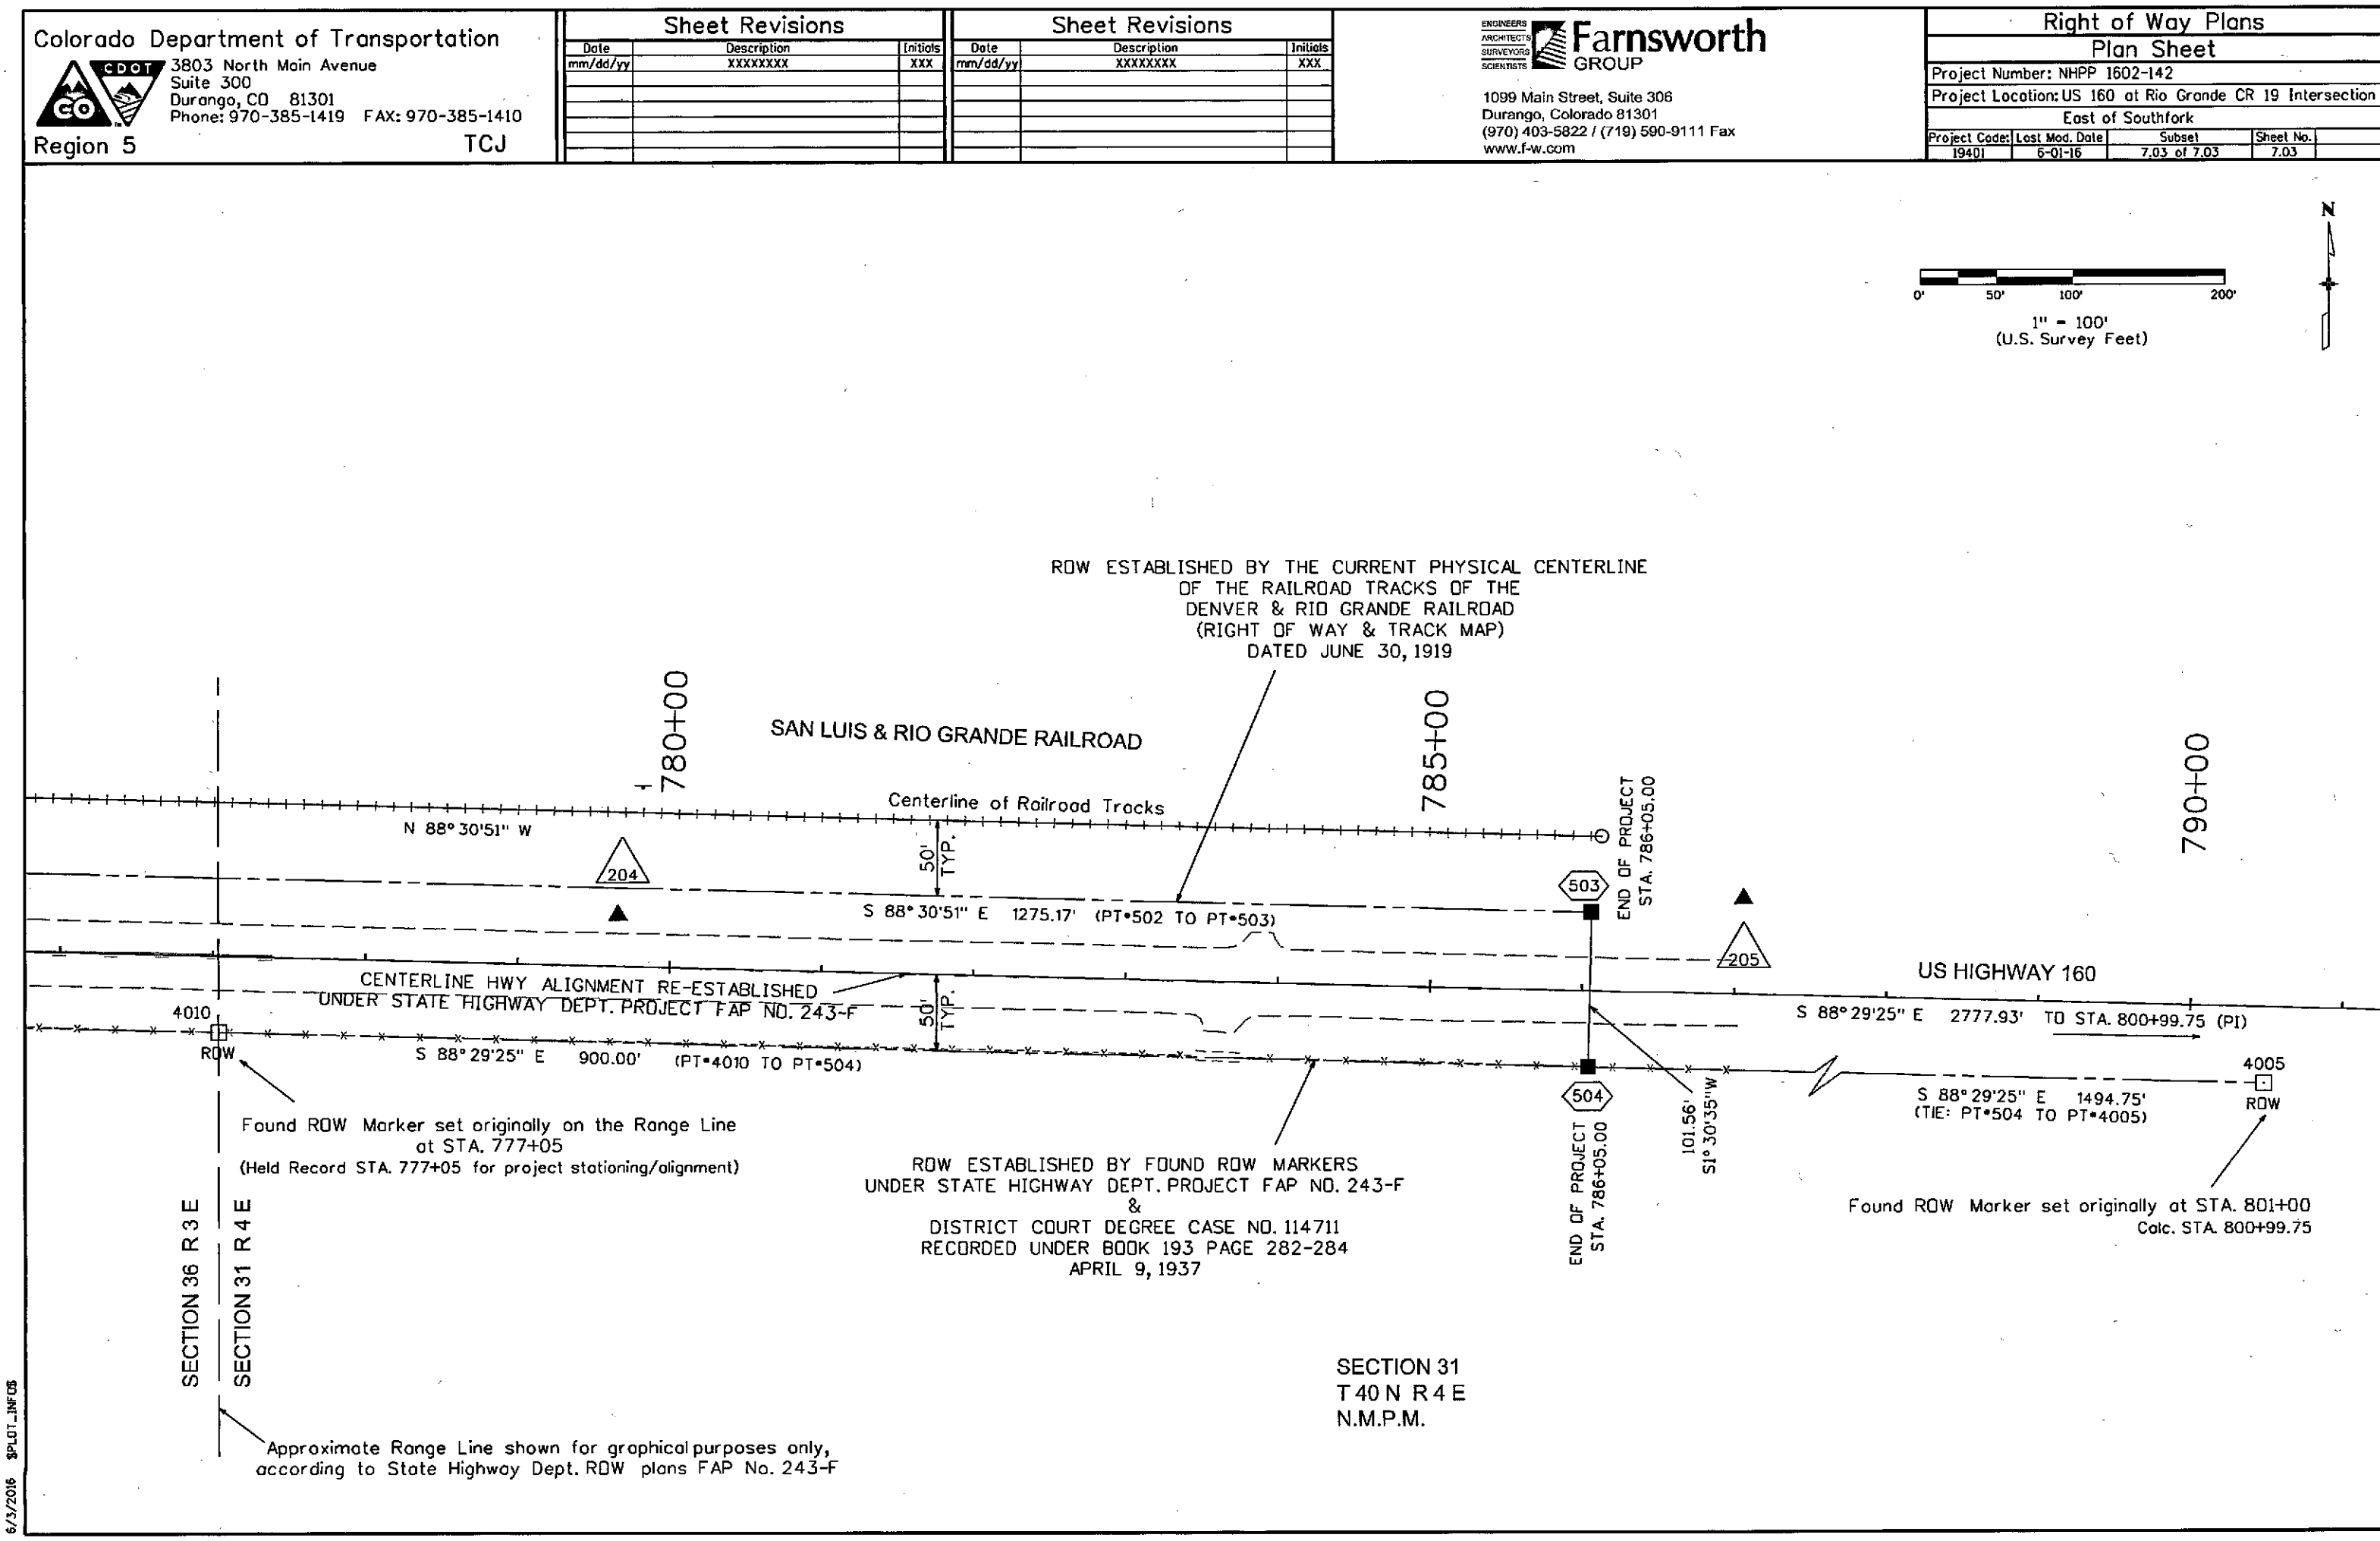 Colorado Department of Transportation
CDOT
CO
3803 North Main Avenue
Suite 300
Durango, CO 81301
Phone: 970-385-1419 FAX: 970-385-1410
Region 5 TCJ
Sheet Revisions
Date Description Initials
mm/dd/yy XXXXXXXX XXX
Sheet Revisions
Date Description Initials
mm/dd/yy XXXXXXXX XXX
ENGINEERS
ARCHITECTS
SURVEYORS
SCIENTISTS
Farnsworth
GROUP
1099 Main Street, Suite 306
Durango, Colorado 81301
(970) 403-5822 / (719) 590-9111 Fax
www.f-w.com
Right of Way Plans
Plan Sheet
Project Number: NHPP 1602-142
Project Location: US 160 at Rio Grande CR 19 Intersection
East of Southfork
Project Code: Last Mod. Date Subset Sheet No.
19401 6-01-16 7.03 of 7.03 7.03
N
0' 50' 100' 200'
1" = 100'
(U.S. Survey Feet)
ROW ESTABLISHED BY THE CURRENT PHYSICAL CENTERLINE
OF THE RAILROAD TRACKS OF THE
DENVER & RIO GRANDE RAILROAD
(RIGHT OF WAY & TRACK MAP)
DATED JUNE 30, 1919
780+00
SAN LUIS & RIO GRANDE RAILROAD
785+00
790+00
Centerline of Railroad Tracks
N 88° 30'51" W
END OF PROJECT
STA. 786+05.00
50'
TYP.
204
503
S 88° 30'51" E 1275.17' (PT•502 TO PT•503)
205
US HIGHWAY 160
CENTERLINE HWY ALIGNMENT RE-ESTABLISHED
UNDER STATE HIGHWAY DEPT. PROJECT FAP NO. 243-F
50'
TYP.
4010
ROW
S 88° 29'25" E 900.00' (PT•4010 TO PT•504)
S 88° 29'25" E 2777.93' TO STA. 800+99.75 (PI)
4005
ROW
S 88° 29'25" E 1494.75'
(TIE: PT•504 TO PT•4005)
504
END OF PROJECT
STA. 786+05.00
101.56'
S1° 30'35"W
Found ROW Marker set originally on the Range Line
at STA. 777+05
(Held Record STA. 777+05 for project stationing/alignment)
ROW ESTABLISHED BY FOUND ROW MARKERS
UNDER STATE HIGHWAY DEPT. PROJECT FAP NO. 243-F
&
DISTRICT COURT DEGREE CASE NO. 114711
RECORDED UNDER BOOK 193 PAGE 282-284
APRIL 9, 1937
Found ROW Marker set originally at STA. 801+00
Calc. STA. 800+99.75
SECTION 36 R 3 E
SECTION 31 R 4 E
SECTION 31
T 40 N R 4 E
N.M.P.M.
Approximate Range Line shown for graphical purposes only,
according to State Highway Dept. ROW plans FAP No. 243-F
6/3/2016 $PLOT_INFO$